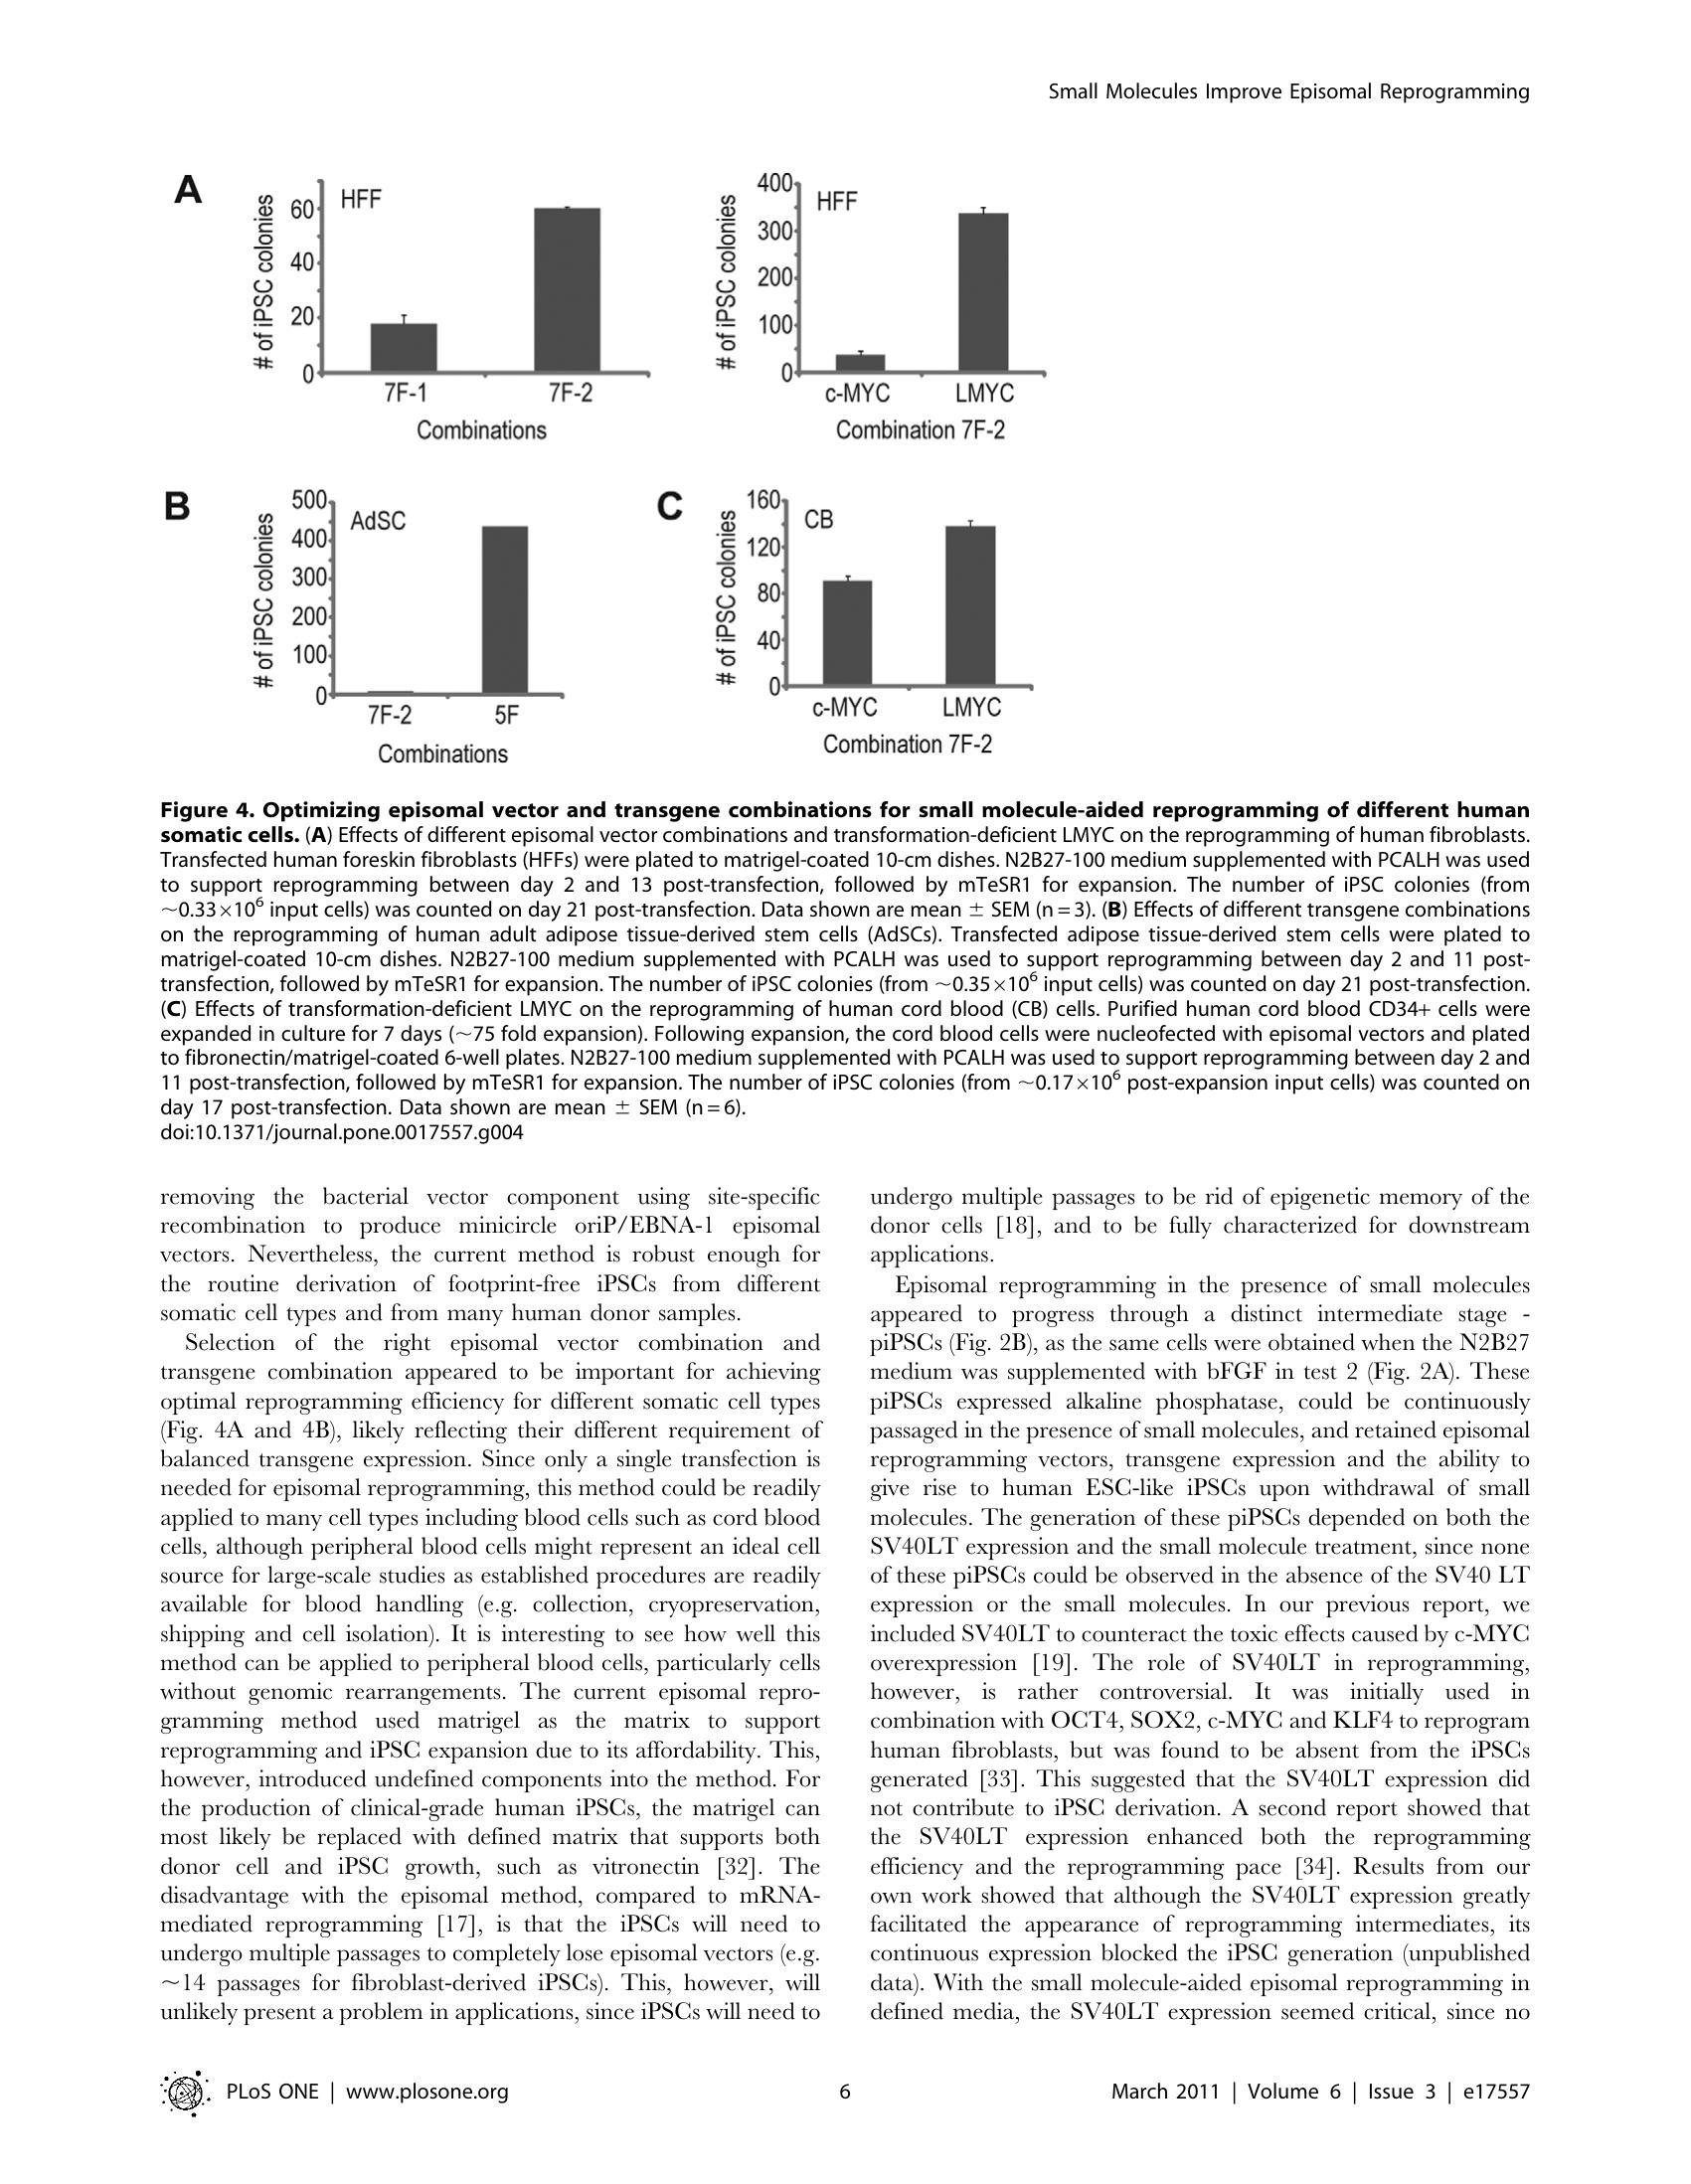 Small Molecules Improve Episomal Reprogramming
A
# of iPSC colonies
60
40
20
0
HFF
7F-1
7F-2
Combinations
# of iPSC colonies
400
300
200
100
0
HFF
c-MYC
LMYC
Combination 7F-2
B
# of iPSC colonies
500
400
300
200
100
0
AdSC
7F-2
5F
Combinations
C
# of iPSC colonies
160
120
80
40
0
CB
c-MYC
LMYC
Combination 7F-2
Figure 4. Optimizing episomal vector and transgene combinations for small molecule-aided reprogramming of different human
somatic cells. (A) Effects of different episomal vector combinations and transformation-deficient LMYC on the reprogramming of human fibroblasts.
Transfected human foreskin fibroblasts (HFFs) were plated to matrigel-coated 10-cm dishes. N2B27-100 medium supplemented with PCALH was used
to support reprogramming between day 2 and 13 post-transfection, followed by mTeSR1 for expansion. The number of iPSC colonies (from
~0.33×10⁶ input cells) was counted on day 21 post-transfection. Data shown are mean ± SEM (n = 3). (B) Effects of different transgene combinations
on the reprogramming of human adult adipose tissue-derived stem cells (AdSCs). Transfected adipose tissue-derived stem cells were plated to
matrigel-coated 10-cm dishes. N2B27-100 medium supplemented with PCALH was used to support reprogramming between day 2 and 11 post-
transfection, followed by mTeSR1 for expansion. The number of iPSC colonies (from ~0.35×10⁶ input cells) was counted on day 21 post-transfection.
(C) Effects of transformation-deficient LMYC on the reprogramming of human cord blood (CB) cells. Purified human cord blood CD34+ cells were
expanded in culture for 7 days (~75 fold expansion). Following expansion, the cord blood cells were nucleofected with episomal vectors and plated
to fibronectin/matrigel-coated 6-well plates. N2B27-100 medium supplemented with PCALH was used to support reprogramming between day 2 and
11 post-transfection, followed by mTeSR1 for expansion. The number of iPSC colonies (from ~0.17×10⁶ post-expansion input cells) was counted on
day 17 post-transfection. Data shown are mean ± SEM (n = 6).
doi:10.1371/journal.pone.0017557.g004
removing the bacterial vector component using site-specific
recombination to produce minicircle oriP/EBNA-1 episomal
vectors. Nevertheless, the current method is robust enough for
the routine derivation of footprint-free iPSCs from different
somatic cell types and from many human donor samples.
Selection of the right episomal vector combination and
transgene combination appeared to be important for achieving
optimal reprogramming efficiency for different somatic cell types
(Fig. 4A and 4B), likely reflecting their different requirement of
balanced transgene expression. Since only a single transfection is
needed for episomal reprogramming, this method could be readily
applied to many cell types including blood cells such as cord blood
cells, although peripheral blood cells might represent an ideal cell
source for large-scale studies as established procedures are readily
available for blood handling (e.g. collection, cryopreservation,
shipping and cell isolation). It is interesting to see how well this
method can be applied to peripheral blood cells, particularly cells
without genomic rearrangements. The current episomal repro-
gramming method used matrigel as the matrix to support
reprogramming and iPSC expansion due to its affordability. This,
however, introduced undefined components into the method. For
the production of clinical-grade human iPSCs, the matrigel can
most likely be replaced with defined matrix that supports both
donor cell and iPSC growth, such as vitronectin [32]. The
disadvantage with the episomal method, compared to mRNA-
mediated reprogramming [17], is that the iPSCs will need to
undergo multiple passages to completely lose episomal vectors (e.g.
~14 passages for fibroblast-derived iPSCs). This, however, will
unlikely present a problem in applications, since iPSCs will need to
undergo multiple passages to be rid of epigenetic memory of the
donor cells [18], and to be fully characterized for downstream
applications.
Episomal reprogramming in the presence of small molecules
appeared to progress through a distinct intermediate stage -
piPSCs (Fig. 2B), as the same cells were obtained when the N2B27
medium was supplemented with bFGF in test 2 (Fig. 2A). These
piPSCs expressed alkaline phosphatase, could be continuously
passaged in the presence of small molecules, and retained episomal
reprogramming vectors, transgene expression and the ability to
give rise to human ESC-like iPSCs upon withdrawal of small
molecules. The generation of these piPSCs depended on both the
SV40LT expression and the small molecule treatment, since none
of these piPSCs could be observed in the absence of the SV40 LT
expression or the small molecules. In our previous report, we
included SV40LT to counteract the toxic effects caused by c-MYC
overexpression [19]. The role of SV40LT in reprogramming,
however, is rather controversial. It was initially used in
combination with OCT4, SOX2, c-MYC and KLF4 to reprogram
human fibroblasts, but was found to be absent from the iPSCs
generated [33]. This suggested that the SV40LT expression did
not contribute to iPSC derivation. A second report showed that
the SV40LT expression enhanced both the reprogramming
efficiency and the reprogramming pace [34]. Results from our
own work showed that although the SV40LT expression greatly
facilitated the appearance of reprogramming intermediates, its
continuous expression blocked the iPSC generation (unpublished
data). With the small molecule-aided episomal reprogramming in
defined media, the SV40LT expression seemed critical, since no
PLoS ONE | www.plosone.org
6
March 2011 | Volume 6 | Issue 3 | e17557